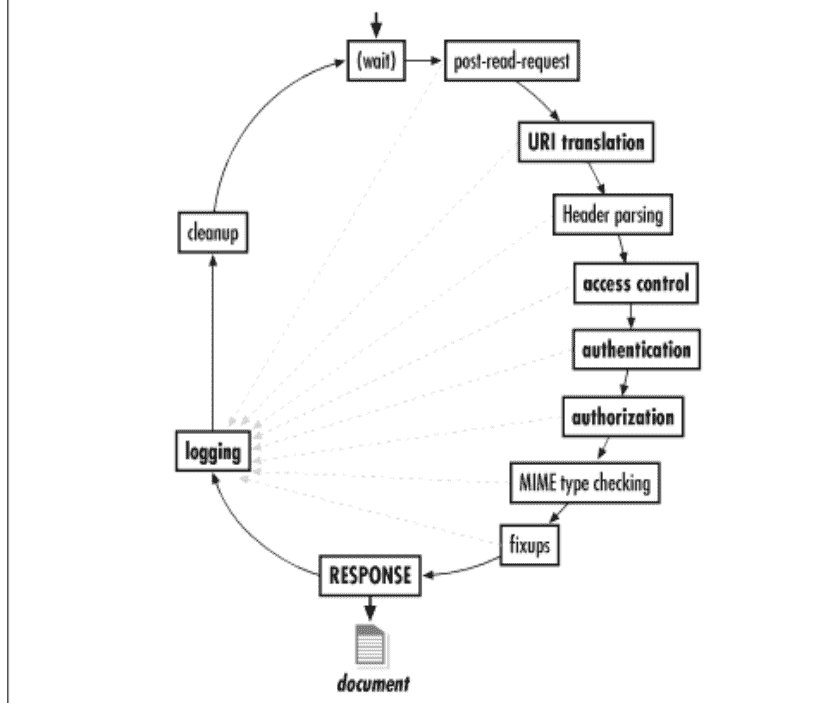 (wait)
post-read-request
URI translation
Header parsing
access control
authentication
authorization
MIME type checking
fixups
RESPONSE
document
logging
cleanup